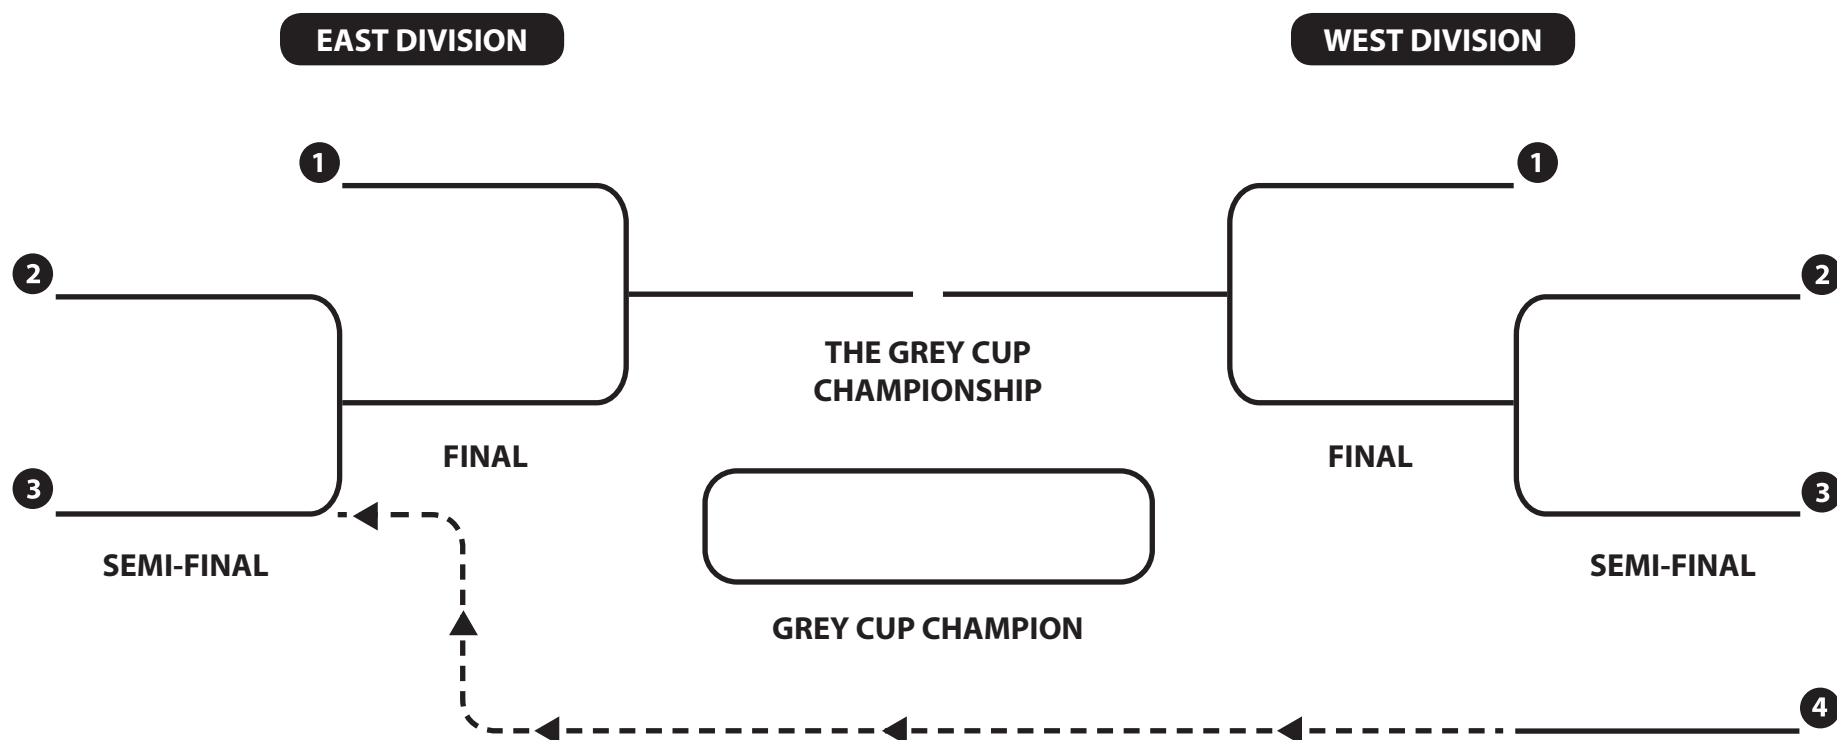 EAST DIVISION
WEST DIVISION
1
1
2
2
THE GREY CUP
CHAMPIONSHIP
FINAL
FINAL
3
3
SEMI-FINAL
SEMI-FINAL
GREY CUP CHAMPION
4